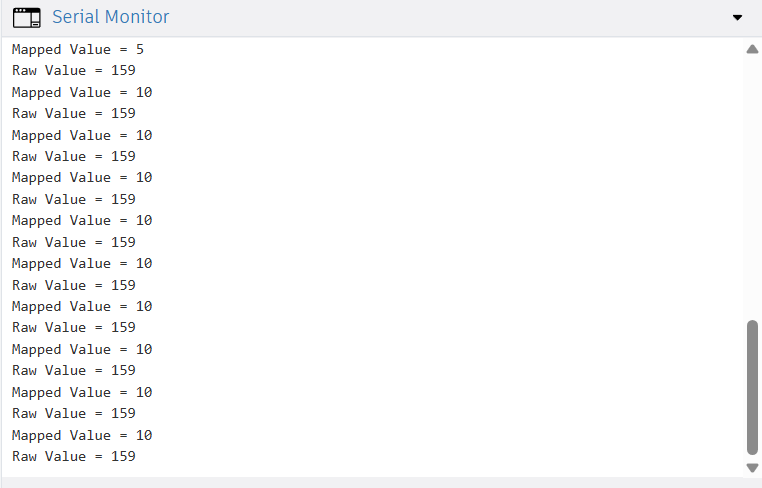 Serial Monitor
Mapped Value = 5
Raw Value = 159
Mapped Value = 10
Raw Value = 159
Mapped Value = 10
Raw Value = 159
Mapped Value = 10
Raw Value = 159
Mapped Value = 10
Raw Value = 159
Mapped Value = 10
Raw Value = 159
Mapped Value = 10
Raw Value = 159
Mapped Value = 10
Raw Value = 159
Mapped Value = 10
Raw Value = 159
Mapped Value = 10
Raw Value = 159